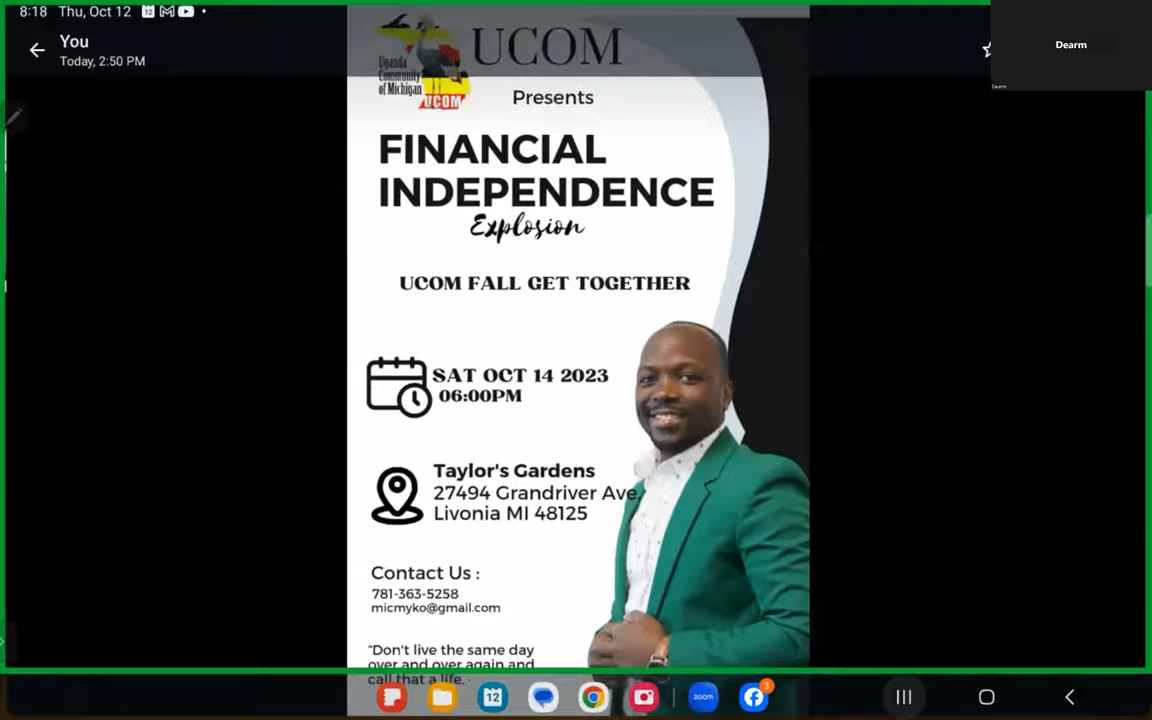 8:18 Thu, Oct 12 12
You
Today, 2:50 PM
Dearm
Dearm
Uganda
Community
of Michigan
UCOM
UCOM
Presents
FINANCIAL
INDEPENDENCE
Explosion
UCOM FALL GET TOGETHER
SAT OCT 14 2023
06:00PM
Taylor's Gardens
27494 Grandriver Ave,
Livonia MI 48125
Contact Us :
781-363-5258
micmyko@gmail.com
"Don't live the same day
over and over again and
call that a life.
12
zoom
3